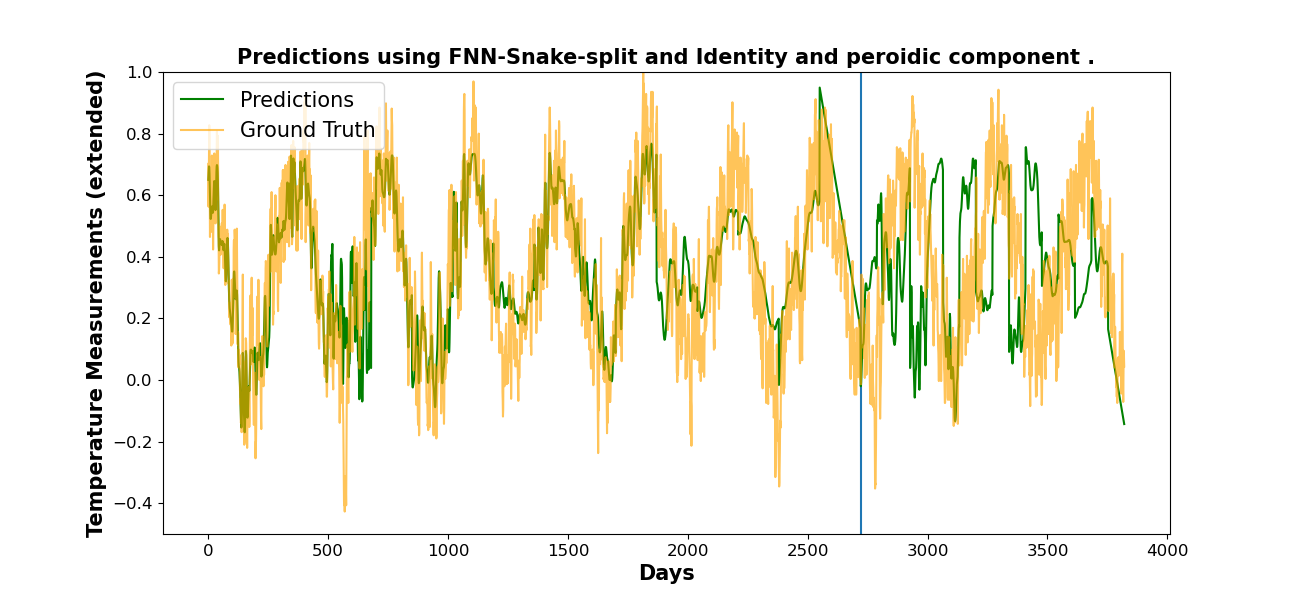 Predictions using FNN-Snake-split and Identity and peroidic component .
Temperature Measurements (extended)
1.0
0.8
0.6
0.4
0.2
0.0
−0.2
−0.4
Predictions
Ground Truth
0 500 1000 1500 2000 2500 3000 3500 4000
Days